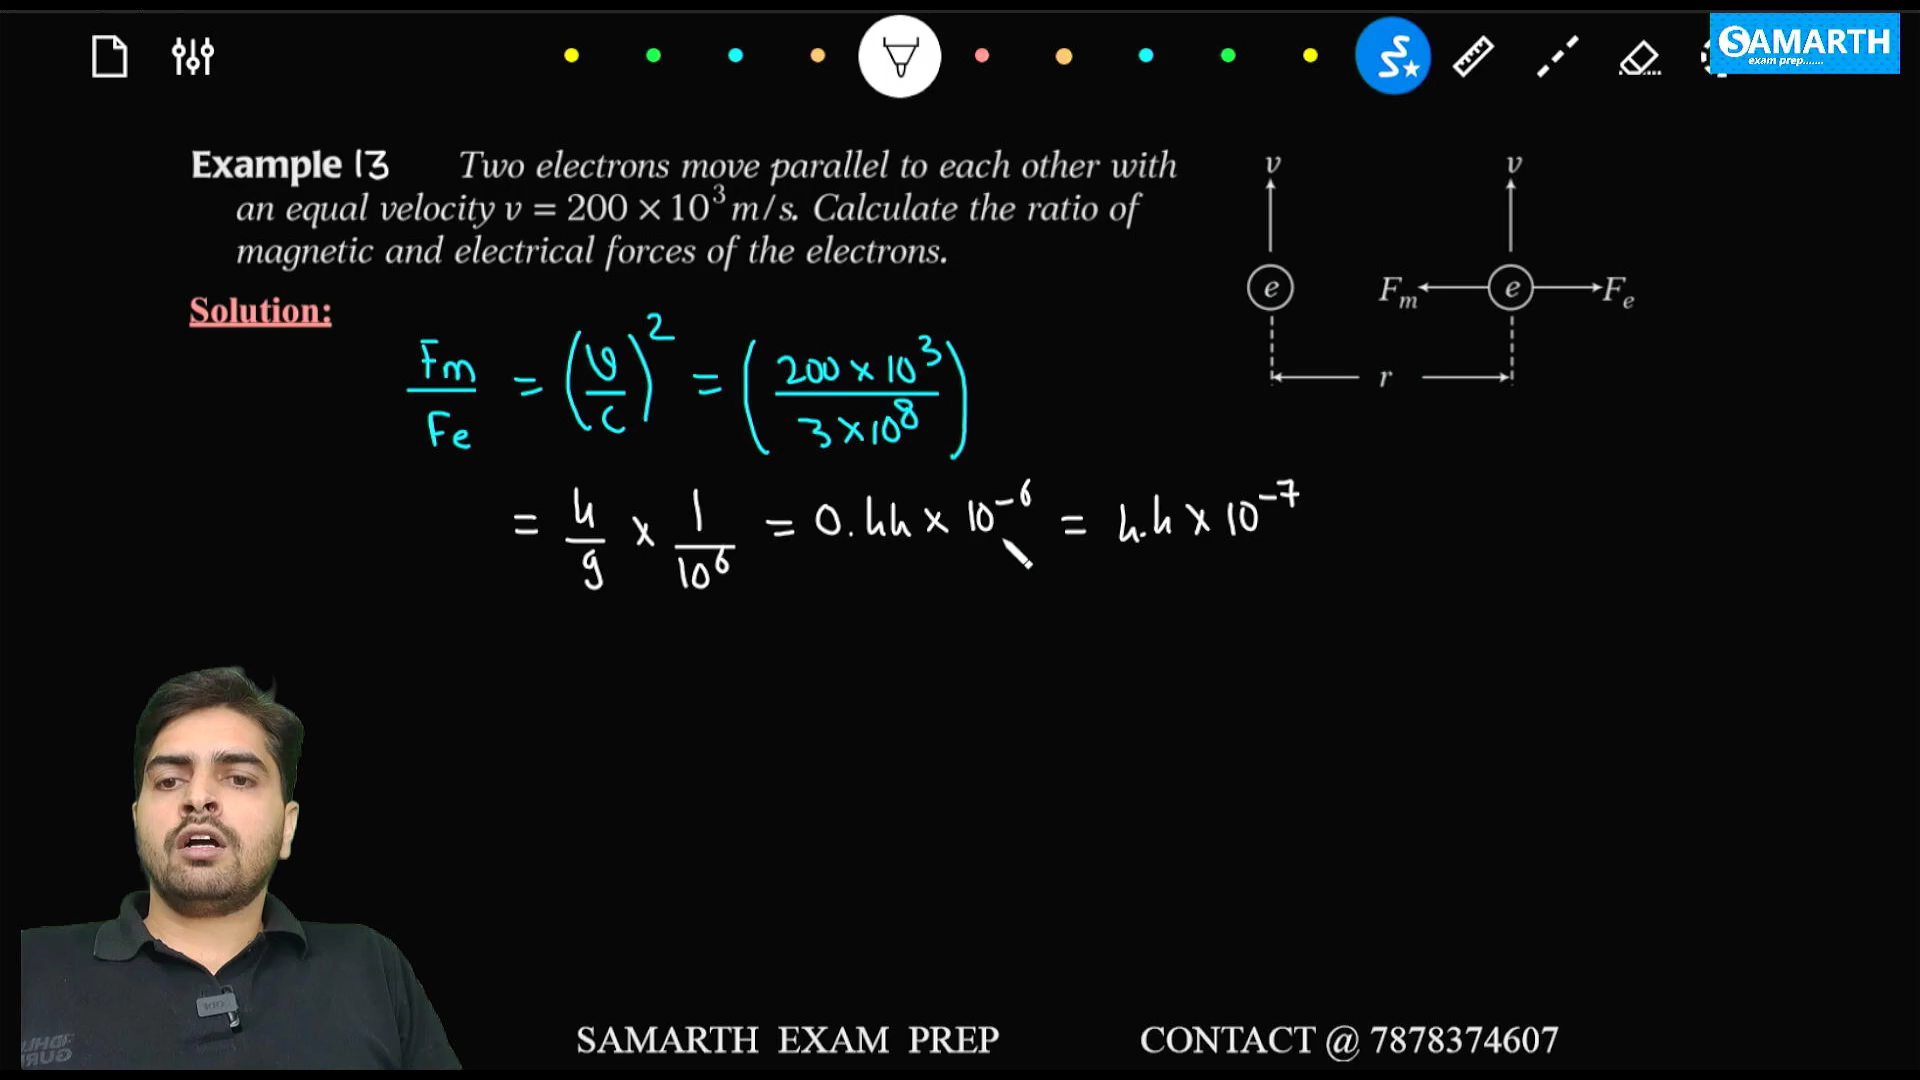 SAMARTH
exam prep.......
Example 13 Two electrons move parallel to each other with
an equal velocity v = 200 × 10³ m/s. Calculate the ratio of
magnetic and electrical forces of the electrons.
Solution:
v v
e Fm e Fe
r
Fm/Fe = (v/c)² = (200 × 10³ / 3 × 10⁸)
= 4/9 × 1/10⁶ = 0.44 × 10⁻⁶ = 4.4 × 10⁻⁷
SAMARTH EXAM PREP CONTACT @ 7878374607